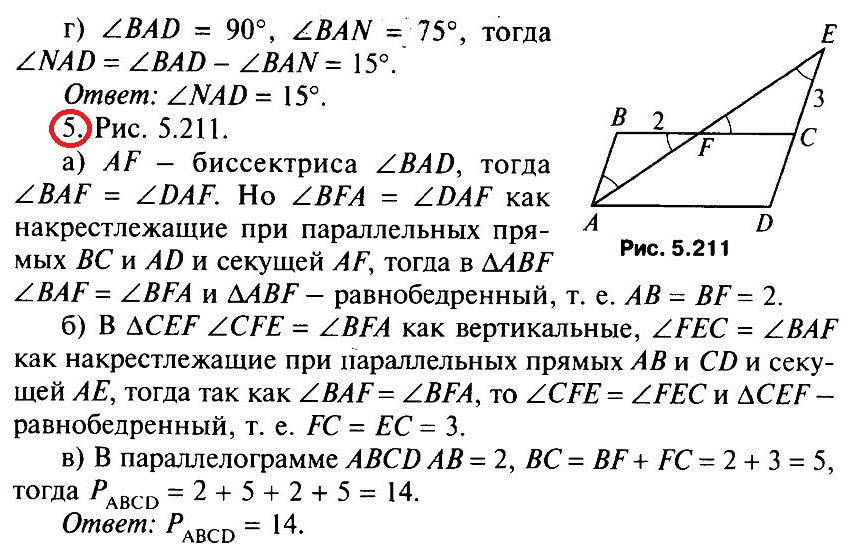 г) ∠BAD = 90°, ∠BAN = 75°, тогда
∠NAD = ∠BAD – ∠BAN = 15°.
Ответ: ∠NAD = 15°.
5. Рис. 5.211.
а) AF – биссектриса ∠BAD, тогда
∠BAF = ∠DAF. Но ∠BFA = ∠DAF как
накрестлежащие при параллельных пря-
мых BC и AD и секущей AF, тогда в ΔABF
∠BAF = ∠BFA и ΔABF – равнобедренный, т. е. AB = BF = 2.
б) В ΔCEF ∠CFE = ∠BFA как вертикальные, ∠FEC = ∠BAF
как накрестлежащие при параллельных прямых AB и CD и секу-
щей AE, тогда так как ∠BAF = ∠BFA, то ∠CFE = ∠FEC и ΔCEF –
равнобедренный, т. е. FC = EC = 3.
в) В параллелограмме ABCD AB = 2, BC = BF + FC = 2 + 3 = 5,
тогда P_ABCD = 2 + 5 + 2 + 5 = 14.
Ответ: P_ABCD = 14.
E
3
B 2
F
C
A
D
Рис. 5.211